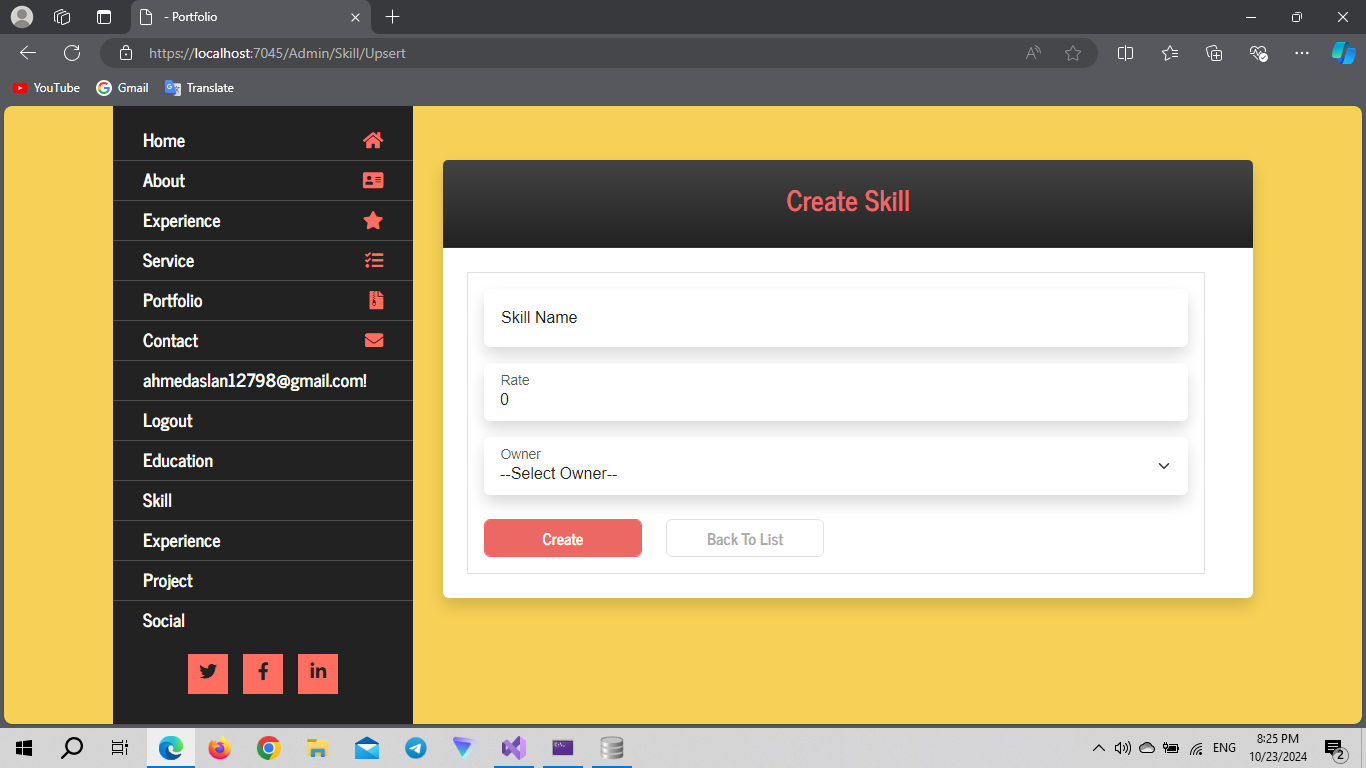 - Portfolio
https://localhost:7045/Admin/Skill/Upsert
YouTube
Gmail
Translate
Home
About
Experience
Service
Portfolio
Contact
ahmedaslan12798@gmail.com!
Logout
Education
Skill
Experience
Project
Social
Create Skill
Skill Name
Rate
0
Owner
--Select Owner--
Create
Back To List
ENG
8:25 PM
10/23/2024
2